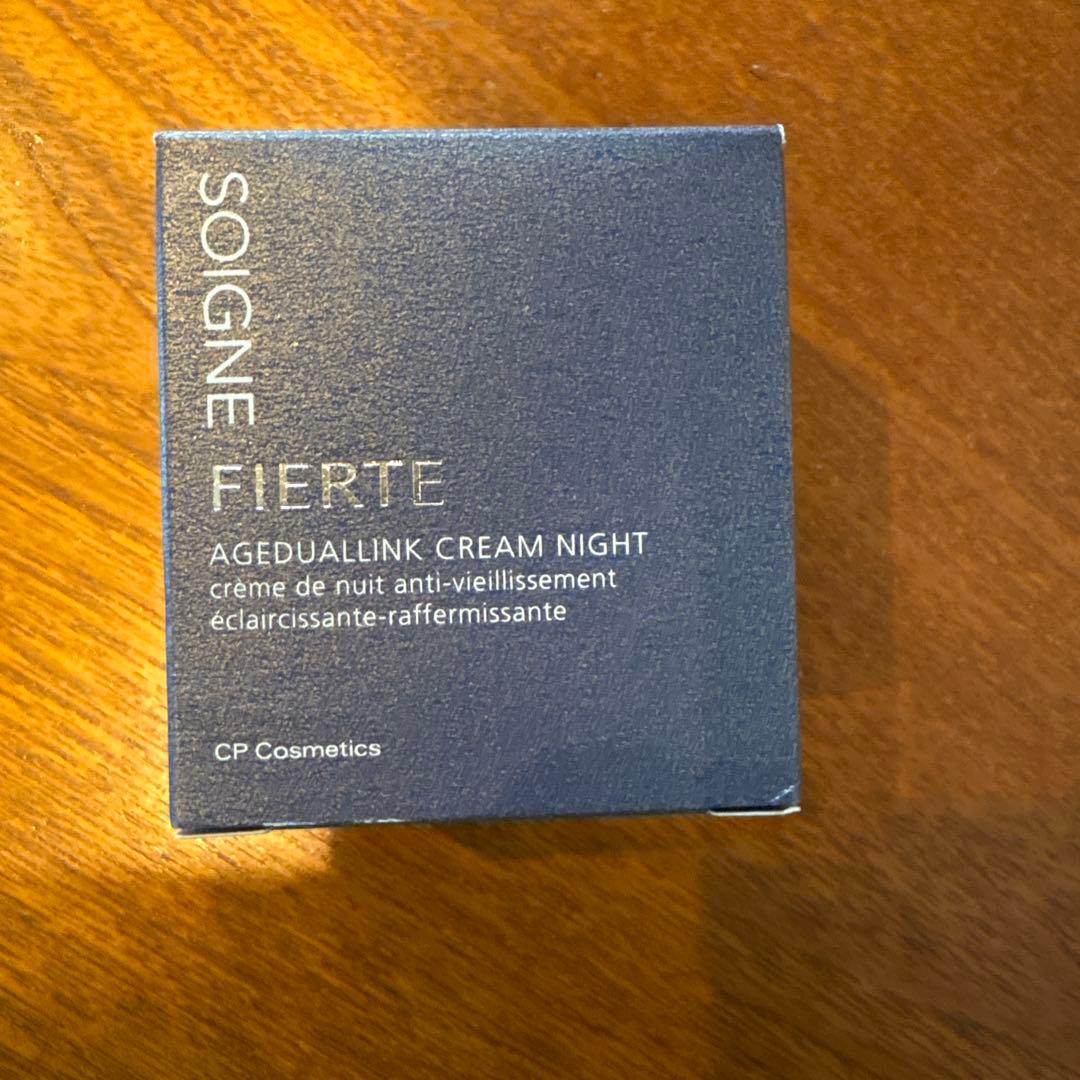 SOIGNE
FIERTE
AGEDUALLINK CREAM NIGHT
crème de nuit anti-vieillissement
éclaircissante-raffermissante
CP Cosmetics